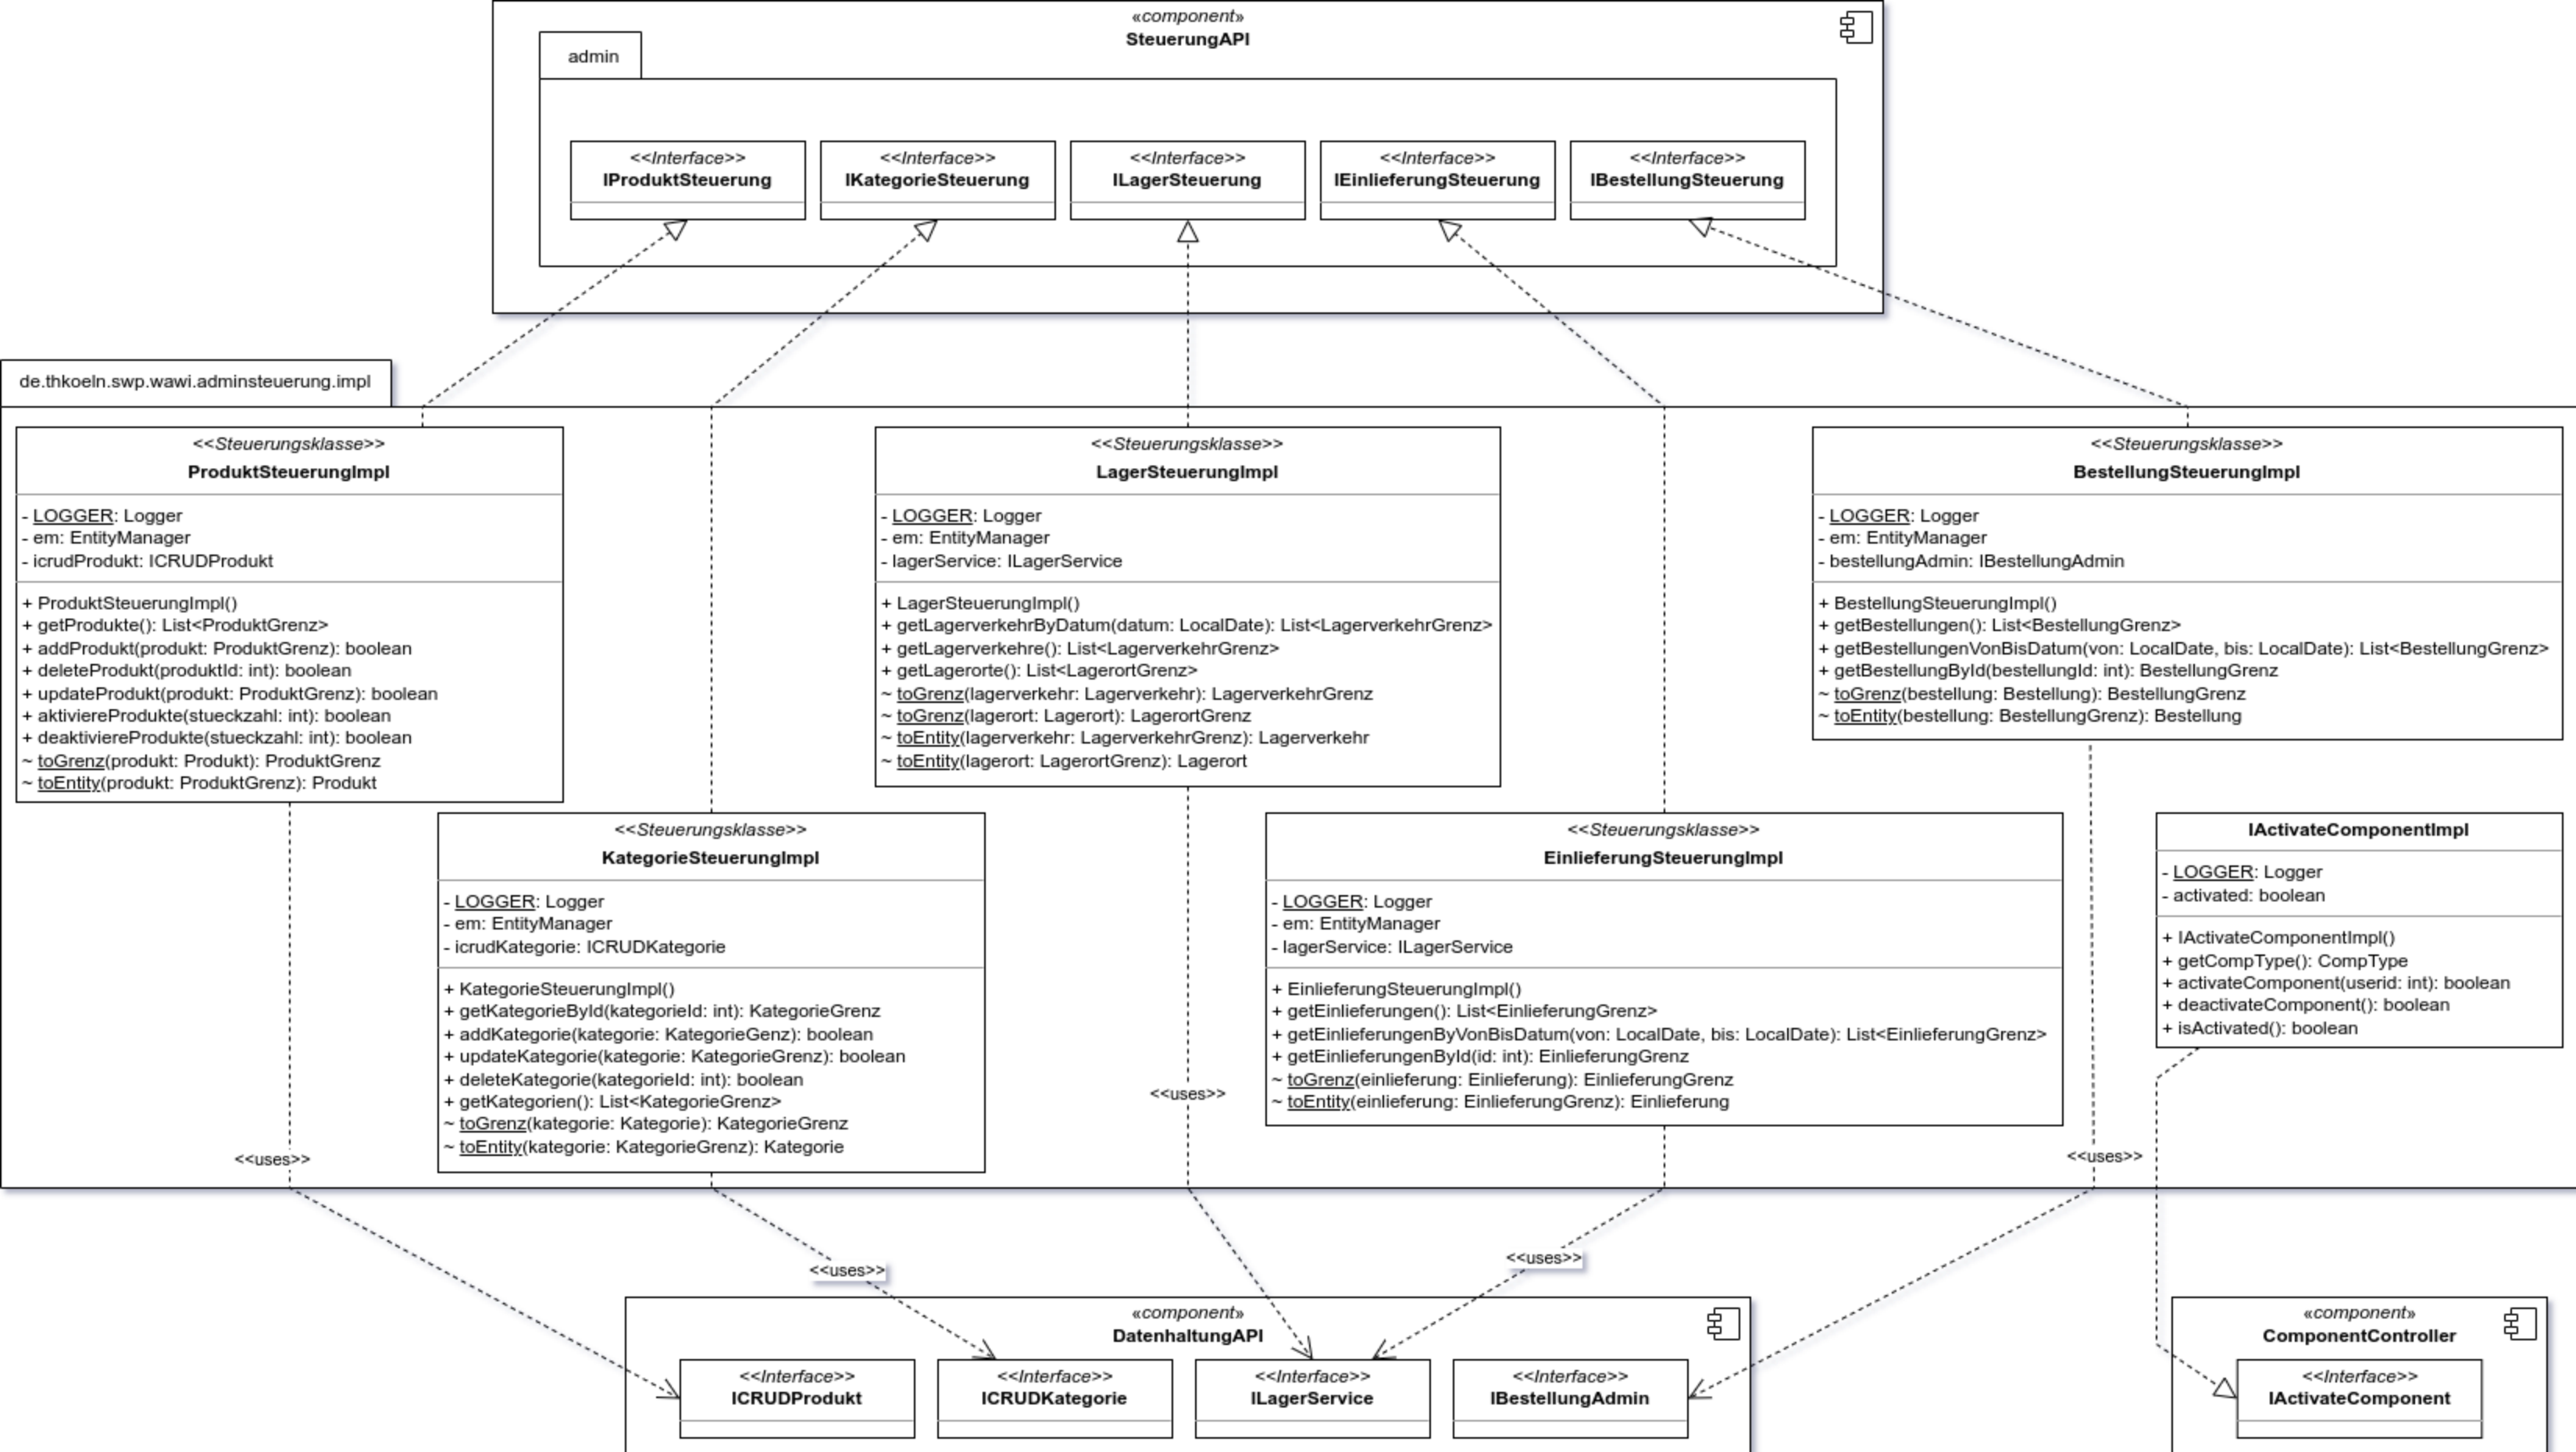 «component»
SteuerungAPI
admin
<<Interface>>
IProduktSteuerung
<<Interface>>
IKategorieSteuerung
<<Interface>>
ILagerSteuerung
<<Interface>>
IEinlieferungSteuerung
<<Interface>>
IBestellungSteuerung
de.thkoeln.swp.wawi.adminsteuerung.impl
<<Steuerungsklasse>>
ProduktSteuerungImpl
- LOGGER: Logger
- em: EntityManager
- icrudProdukt: ICRUDProdukt
+ ProduktSteuerungImpl()
+ getProdukte(): List<ProduktGrenz>
+ addProdukt(produkt: ProduktGrenz): boolean
+ deleteProdukt(produktId: int): boolean
+ updateProdukt(produkt: ProduktGrenz): boolean
+ aktiviereProdukte(stueckzahl: int): boolean
+ deaktiviereProdukte(stueckzahl: int): boolean
~ toGrenz(produkt: Produkt): ProduktGrenz
~ toEntity(produkt: ProduktGrenz): Produkt
<<Steuerungsklasse>>
LagerSteuerungImpl
- LOGGER: Logger
- em: EntityManager
- lagerService: ILagerService
+ LagerSteuerungImpl()
+ getLagerverkehrByDatum(datum: LocalDate): List<LagerverkehrGrenz>
+ getLagerverkehre(): List<LagerverkehrGrenz>
+ getLagerorte(): List<LagerortGrenz>
~ toGrenz(lagerverkehr: Lagerverkehr): LagerverkehrGrenz
~ toGrenz(lagerort: Lagerort): LagerortGrenz
~ toEntity(lagerverkehr: LagerverkehrGrenz): Lagerverkehr
~ toEntity(lagerort: LagerortGrenz): Lagerort
<<Steuerungsklasse>>
BestellungSteuerungImpl
- LOGGER: Logger
- em: EntityManager
- bestellungAdmin: IBestellungAdmin
+ BestellungSteuerungImpl()
+ getBestellungen(): List<BestellungGrenz>
+ getBestellungenVonBisDatum(von: LocalDate, bis: LocalDate): List<BestellungGrenz>
+ getBestellungById(bestellungId: int): BestellungGrenz
~ toGrenz(bestellung: Bestellung): BestellungGrenz
~ toEntity(bestellung: BestellungGrenz): Bestellung
<<Steuerungsklasse>>
KategorieSteuerungImpl
- LOGGER: Logger
- em: EntityManager
- icrudKategorie: ICRUDKategorie
+ KategorieSteuerungImpl()
+ getKategorieById(kategorieId: int): KategorieGrenz
+ addKategorie(kategorie: KategorieGenz): boolean
+ updateKategorie(kategorie: KategorieGrenz): boolean
+ deleteKategorie(kategorieId: int): boolean
+ getKategorien(): List<KategorieGrenz>
~ toGrenz(kategorie: Kategorie): KategorieGrenz
~ toEntity(kategorie: KategorieGrenz): Kategorie
<<Steuerungsklasse>>
EinlieferungSteuerungImpl
- LOGGER: Logger
- em: EntityManager
- lagerService: ILagerService
+ EinlieferungSteuerungImpl()
+ getEinlieferungen(): List<EinlieferungGrenz>
+ getEinlieferungenByVonBisDatum(von: LocalDate, bis: LocalDate): List<EinlieferungGrenz>
+ getEinlieferungenById(id: int): EinlieferungGrenz
~ toGrenz(einlieferung: Einlieferung): EinlieferungGrenz
~ toEntity(einlieferung: EinlieferungGrenz): Einlieferung
IActivateComponentImpl
- LOGGER: Logger
- activated: boolean
+ IActivateComponentImpl()
+ getCompType(): CompType
+ activateComponent(userid: int): boolean
+ deactivateComponent(): boolean
+ isActivated(): boolean
<<uses>>
<<uses>>
<<uses>>
<<uses>>
<<uses>>
«component»
DatenhaltungAPI
<<Interface>>
ICRUDProdukt
<<Interface>>
ICRUDKategorie
<<Interface>>
ILagerService
<<Interface>>
IBestellungAdmin
«component»
ComponentController
<<Interface>>
IActivateComponent